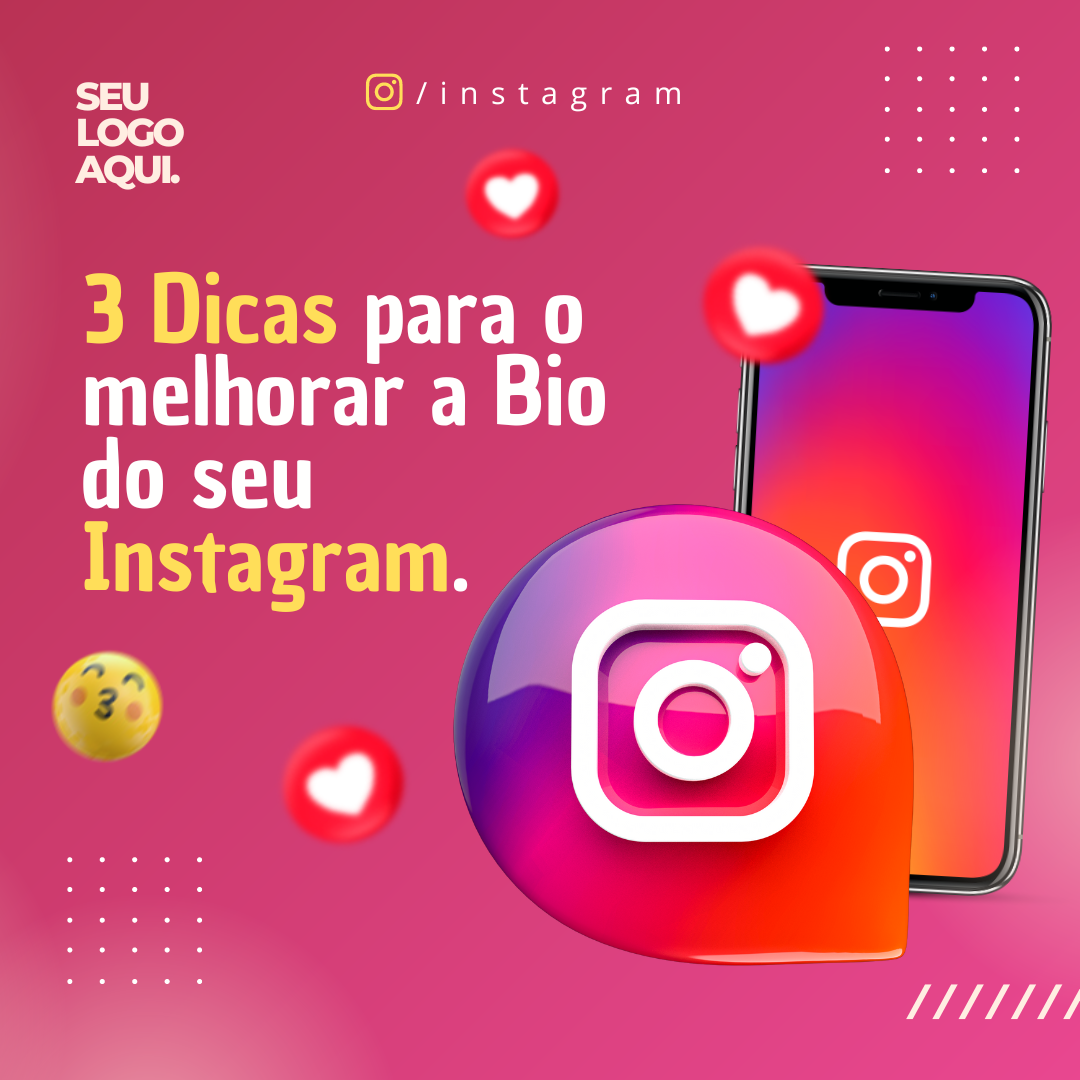 SEU
LOGO
AQUI.
/instagram
3 Dicas para o
melhorar a Bio
do seu
Instagram.